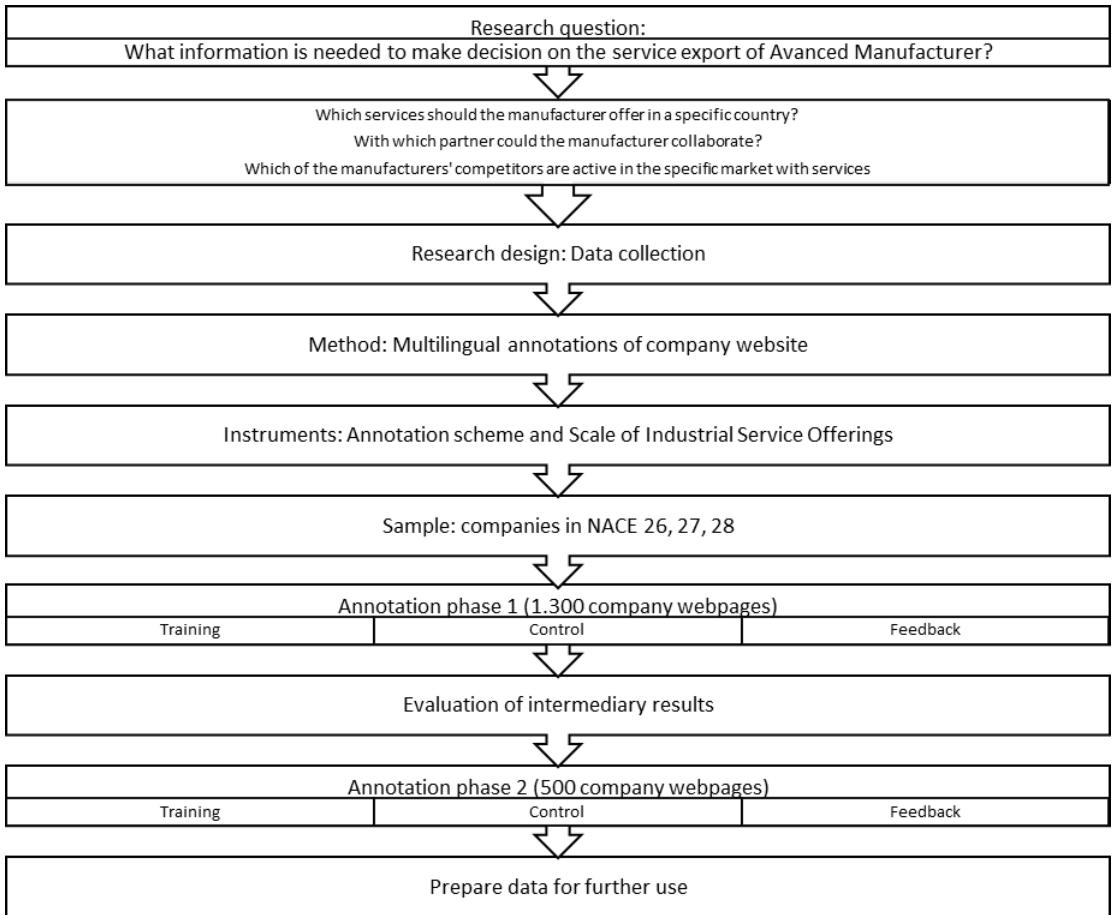 Research question:
What information is needed to make decision on the service export of Avanced Manufacturer?
Which services should the manufacturer offer in a specific country?
With which partner could the manufacturer collaborate?
Which of the manufacturers' competitors are active in the specific market with services
Research design: Data collection
Method: Multilingual annotations of company website
Instruments: Annotation scheme and Scale of Industrial Service Offerings
Sample: companies in NACE 26, 27, 28
Annotation phase 1 (1.300 company webpages)
Training Control Feedback
Evaluation of intermediary results
Annotation phase 2 (500 company webpages)
Training Control Feedback
Prepare data for further use